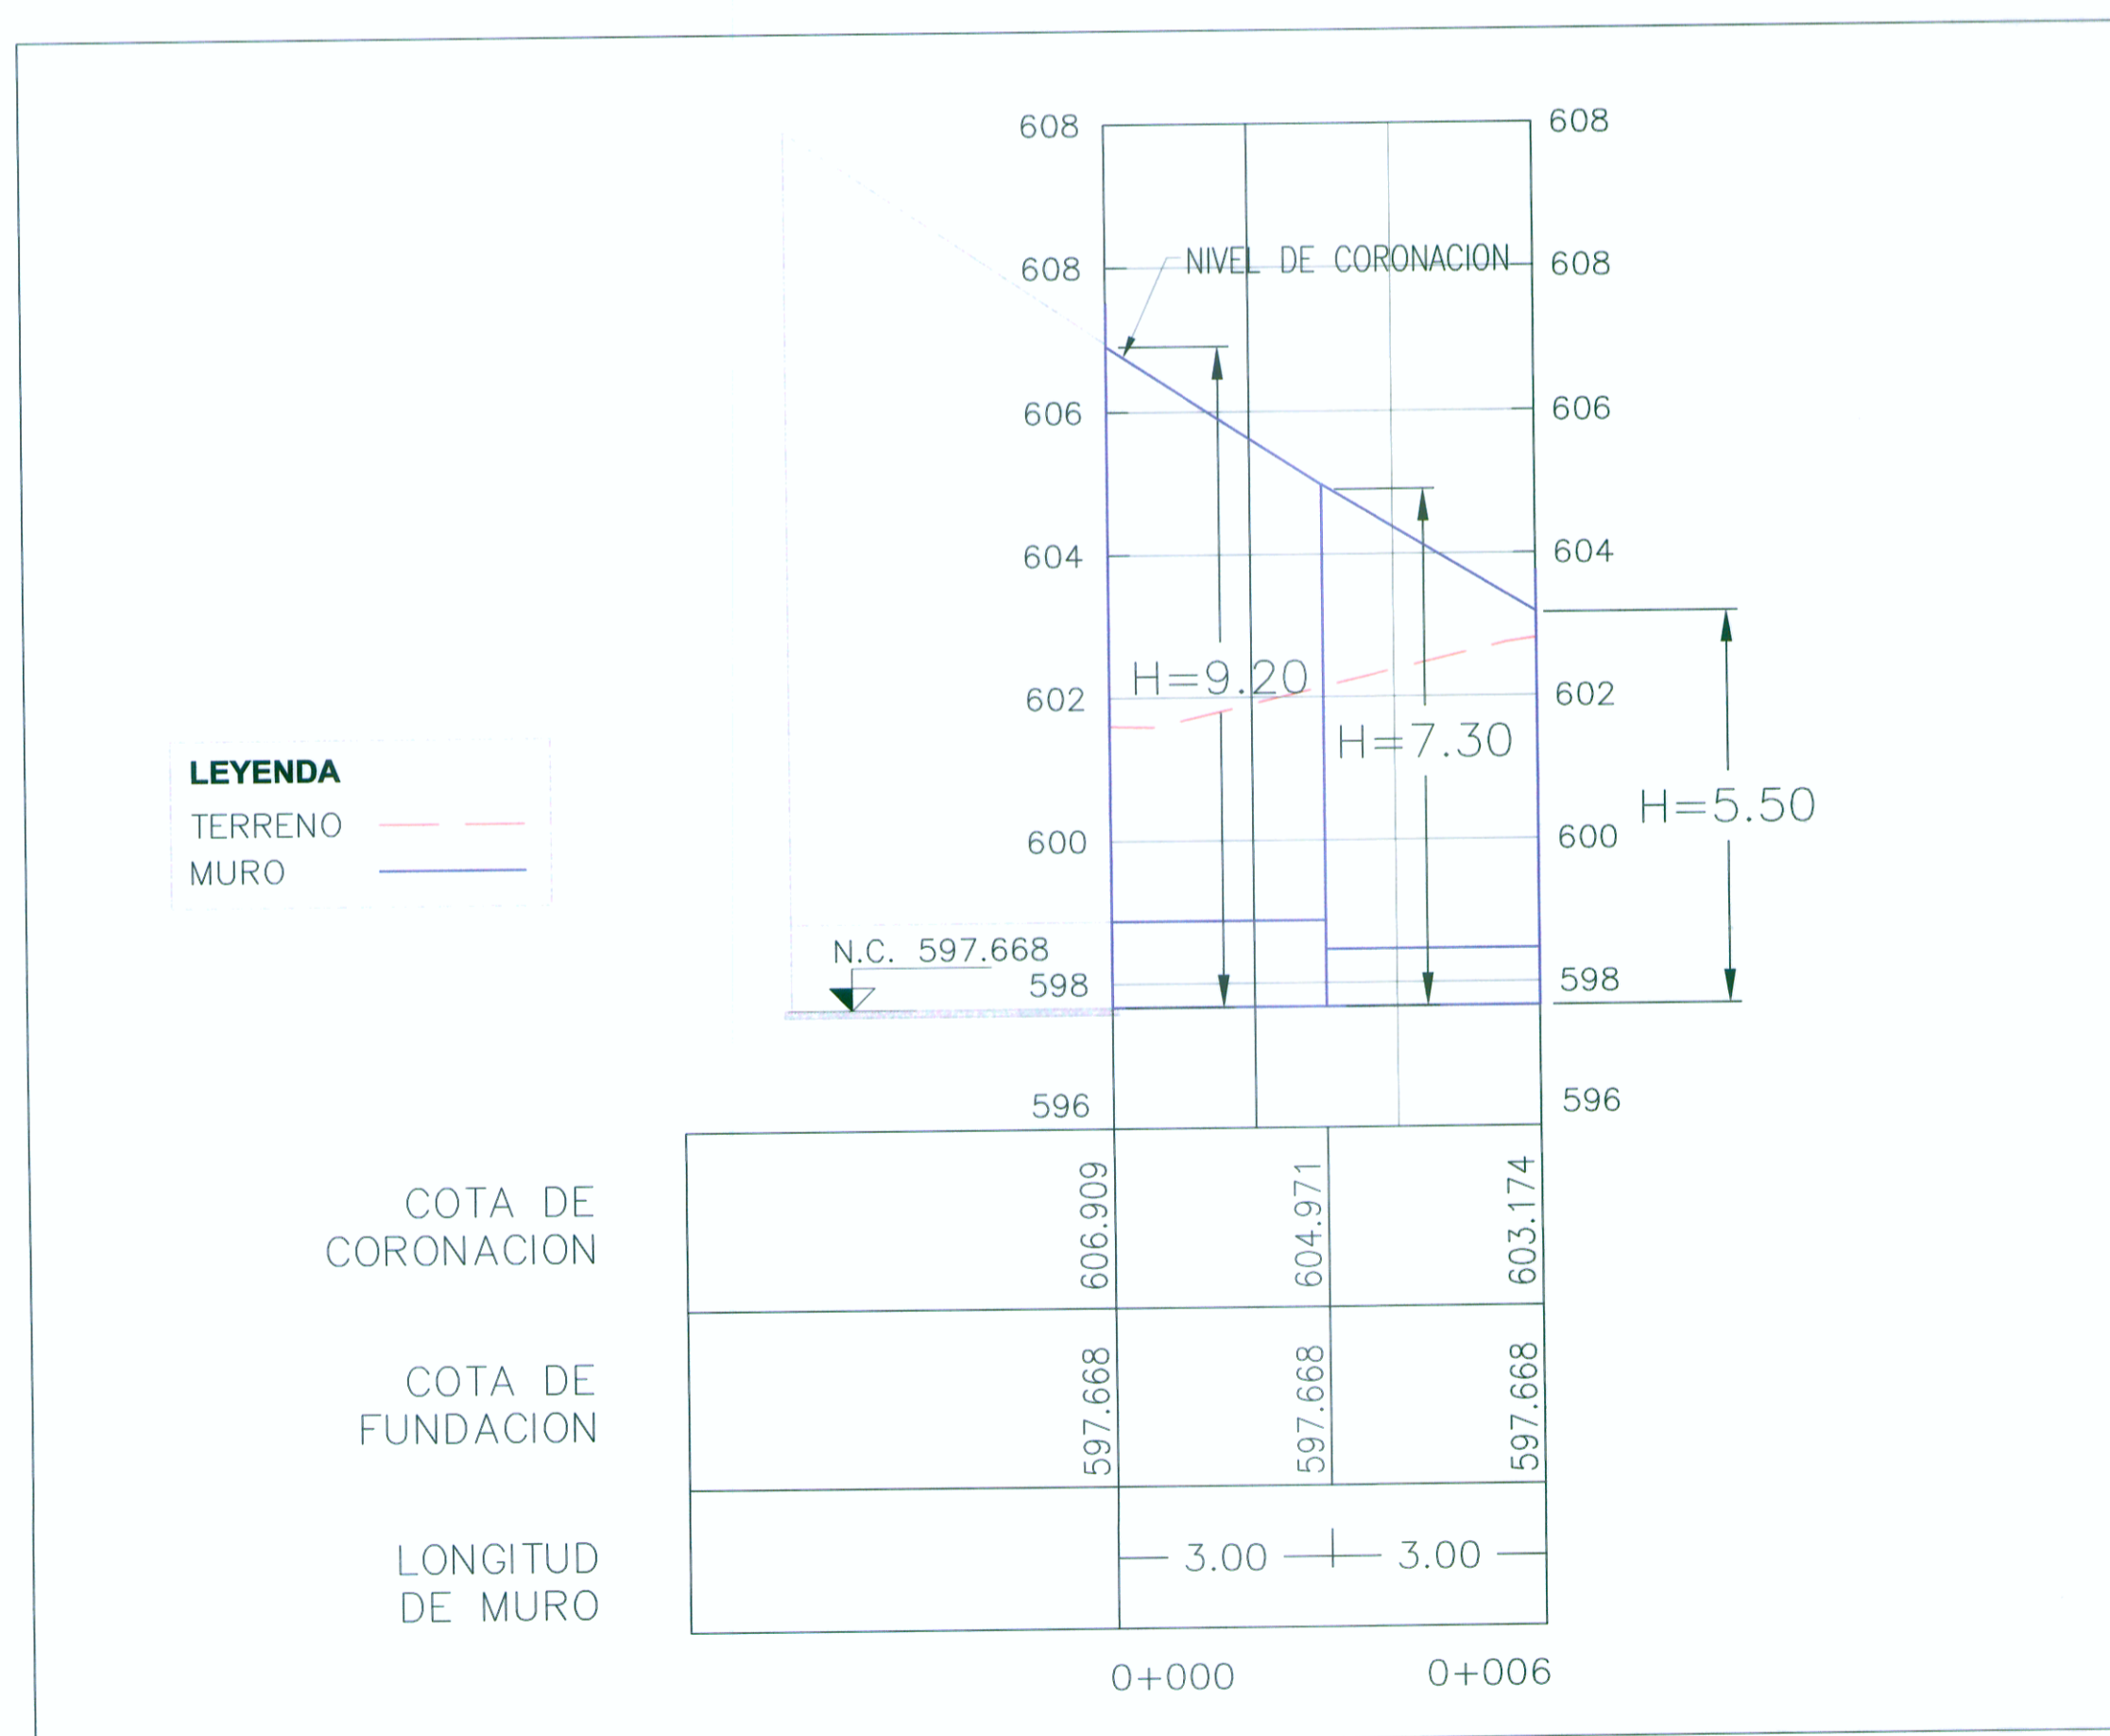 608 608
608 NIVEL DE CORONACION 608
606 606
604 604
H=9.20
602 602
H=7.30
LEYENDA
TERRENO
MURO
H=5.50
600 600
N.C. 597.668
598 598
596 596
COTA DE
CORONACION
606.909 604.971 603.174
COTA DE
FUNDACION
597.668 597.668 597.668
LONGITUD
DE MURO
3.00 3.00
0+000 0+006